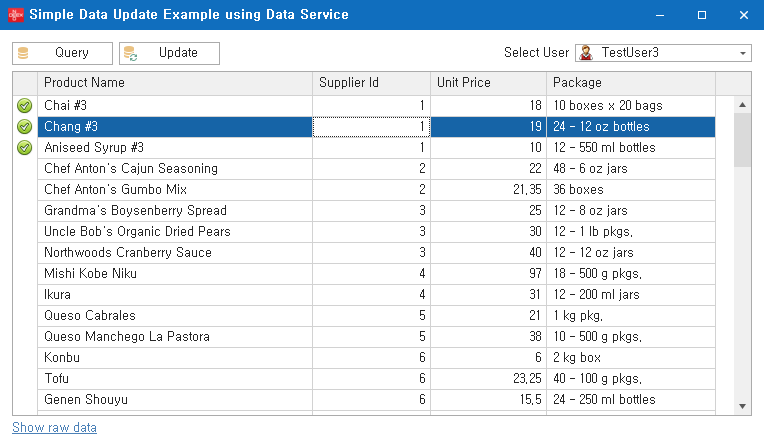 Simple Data Update Example using Data Service
Query Update Select User TestUser3
Product Name Supplier Id Unit Price Package
Chai #3 1 18 10 boxes x 20 bags
Chang #3 1 19 24 - 12 oz bottles
Aniseed Syrup #3 1 10 12 - 550 ml bottles
Chef Anton's Cajun Seasoning 2 22 48 - 6 oz jars
Chef Anton's Gumbo Mix 2 21.35 36 boxes
Grandma's Boysenberry Spread 3 25 12 - 8 oz jars
Uncle Bob's Organic Dried Pears 3 30 12 - 1 lb pkgs.
Northwoods Cranberry Sauce 3 40 12 - 12 oz jars
Mishi Kobe Niku 4 97 18 - 500 g pkgs.
Ikura 4 31 12 - 200 ml jars
Queso Cabrales 5 21 1 kg pkg.
Queso Manchego La Pastora 5 38 10 - 500 g pkgs.
Konbu 6 6 2 kg box
Tofu 6 23.25 40 - 100 g pkgs.
Genen Shouyu 6 15.5 24 - 250 ml bottles
Show raw data